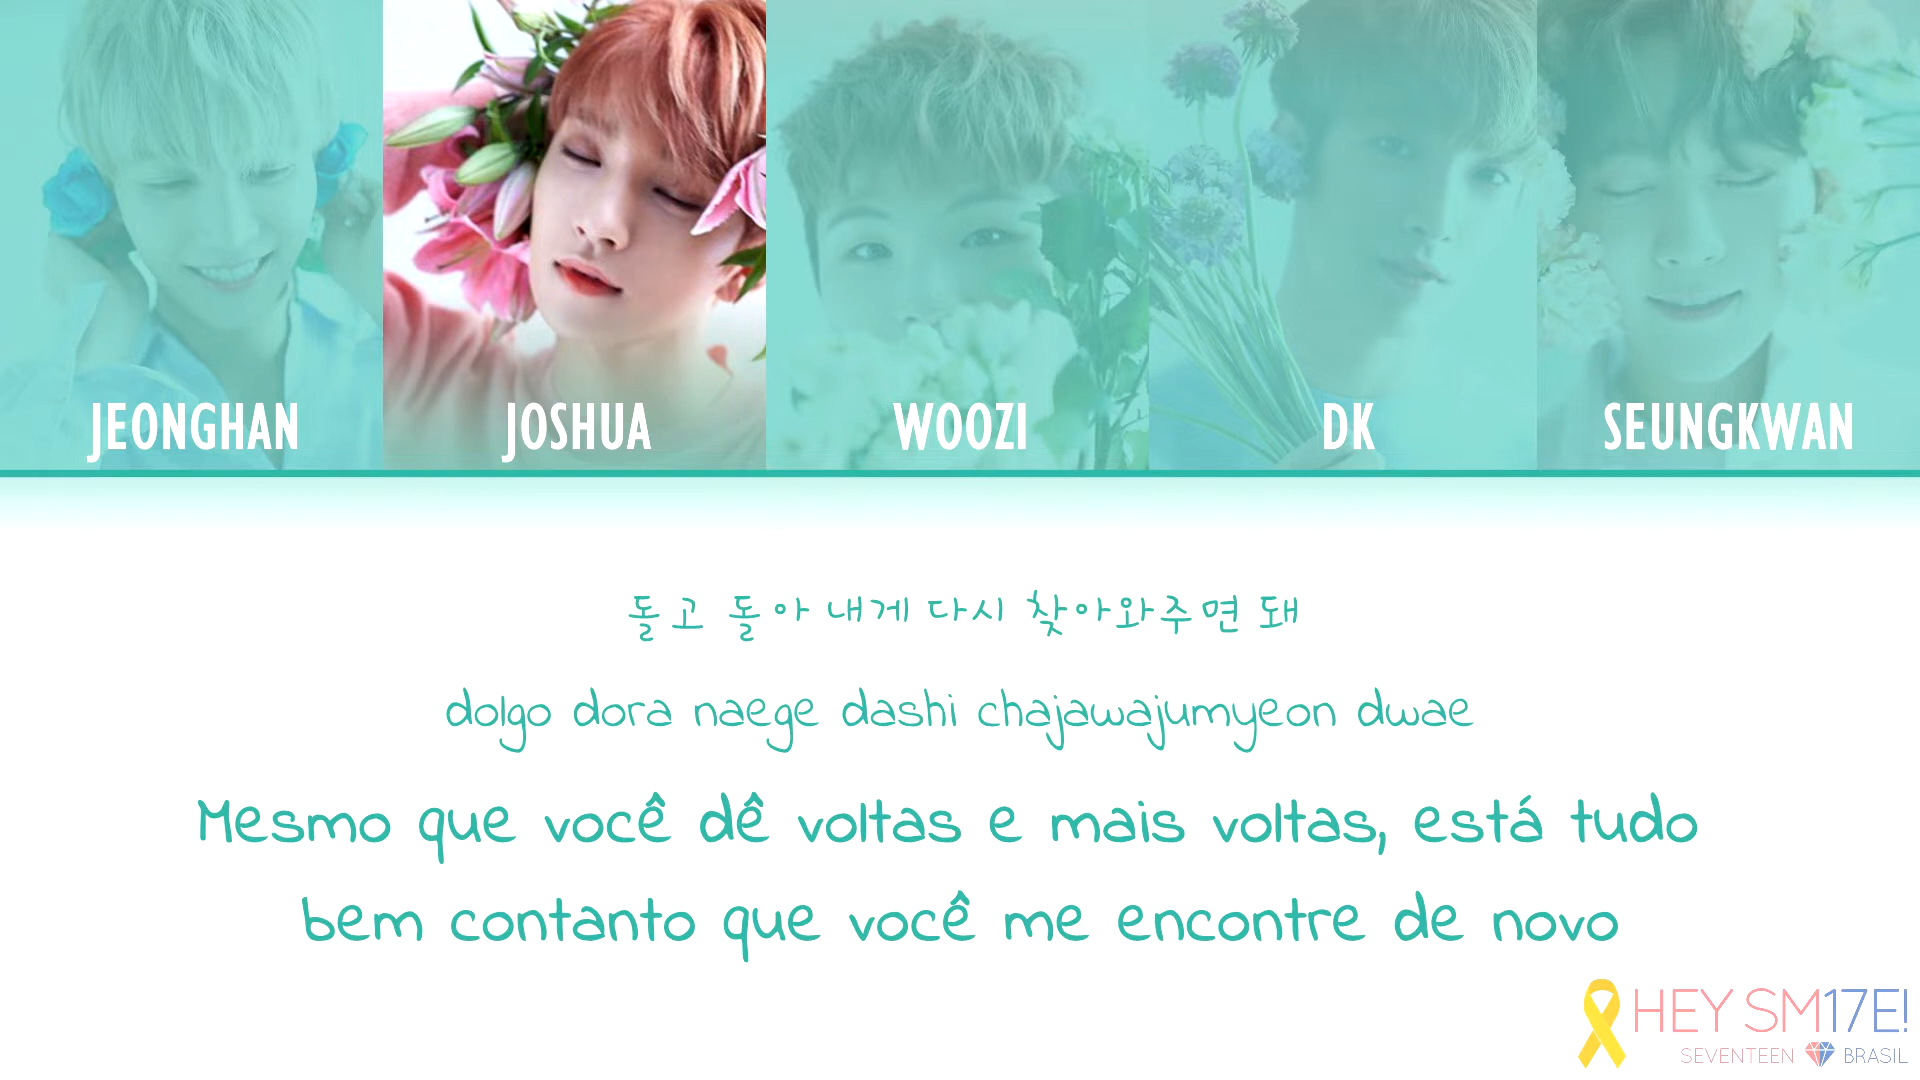 JEONGHAN JOSHUA WOOZI DK SEUNGKWAN
돌고 돌아 내게 다시 찾아와주면 돼
dolgo dora naege dashi chajawajumyeon dwae
Mesmo que você dê voltas e mais voltas, está tudo
bem contanto que você me encontre de novo
HEY SM17E!
SEVENTEEN BRASIL